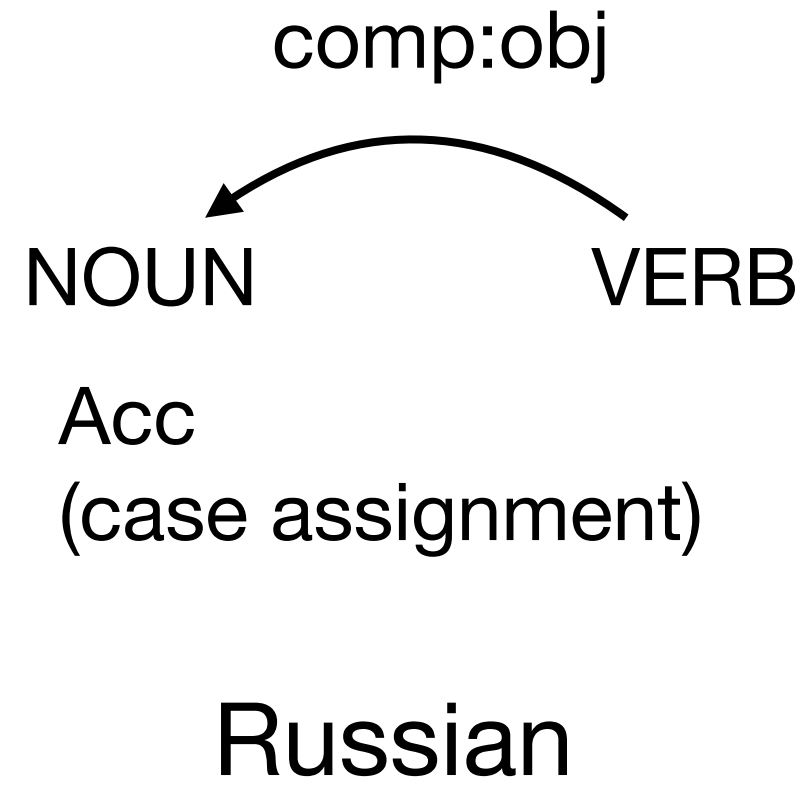 comp:obj
NOUN VERB
Acc
(case assignment)
Russian